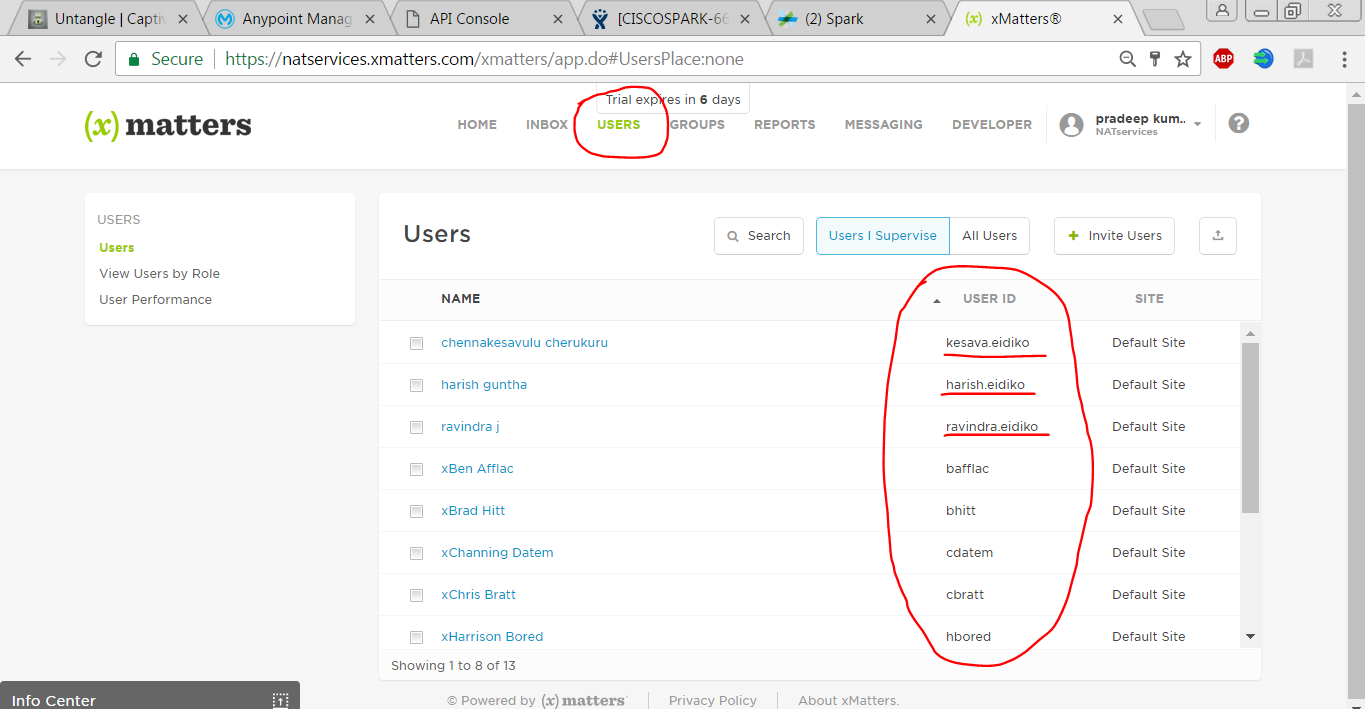 Untangle | Captiv
Anypoint Manag
API Console
[CISCOSPARK-66
(2) Spark
xMatters®
Secure
https://natservices.xmatters.com/xmatters/app.do#UsersPlace:none
ABP
Trial expires in 6 days
(x) matters
HOME
INBOX
USERS
GROUPS
REPORTS
MESSAGING
DEVELOPER
pradeep kum..
NATservices
?
USERS
Users
View Users by Role
User Performance
Users
Search
Users I Supervise
All Users
+ Invite Users
NAME USER ID SITE
chennakesavulu cherukuru kesava.eidiko Default Site
harish guntha harish.eidiko Default Site
ravindra j ravindra.eidiko Default Site
xBen Afflac bafflac Default Site
xBrad Hitt bhitt Default Site
xChanning Datem cdatem Default Site
xChris Bratt cbratt Default Site
xHarrison Bored hbored Default Site
Showing 1 to 8 of 13
Info Center
© Powered by (x) matters
Privacy Policy
About xMatters.